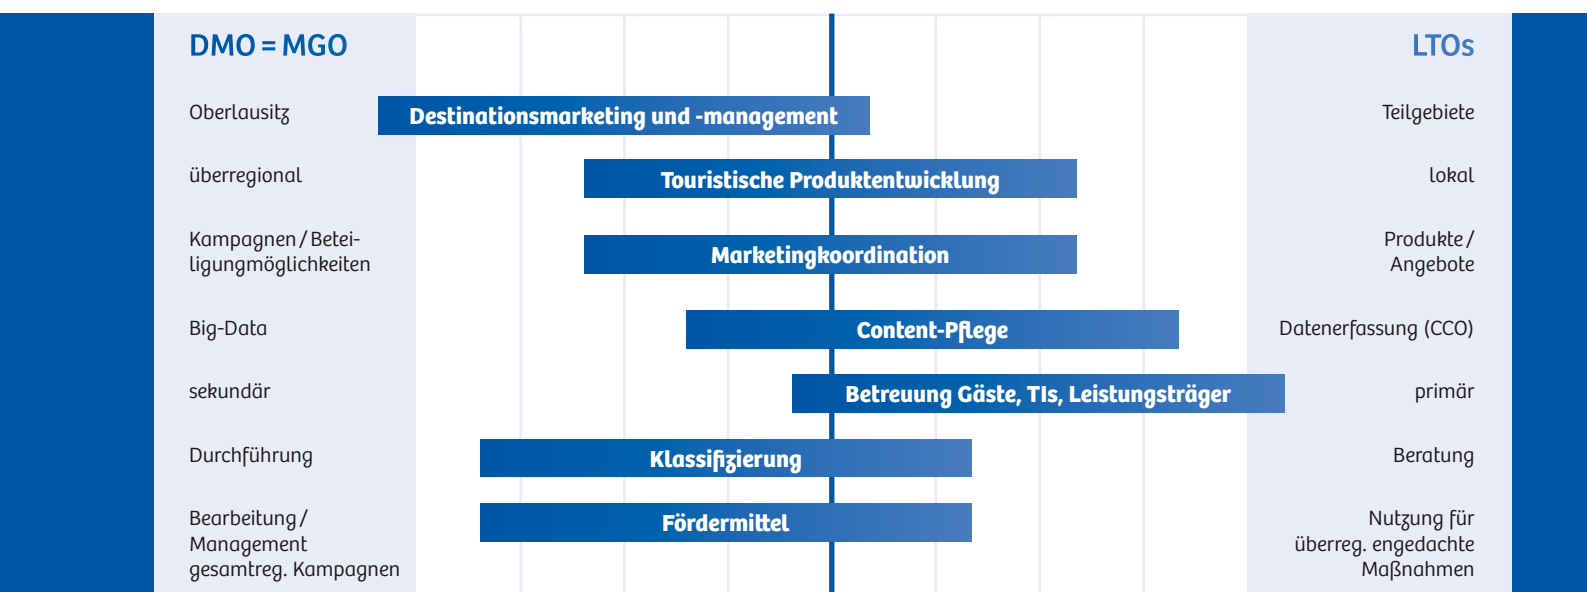 DMO = MGO
LTOs
Oberlausitz
Destinationsmarketing und -management
Teilgebiete
überregional
Touristische Produktentwicklung
lokal
Kampagnen / Betei-
ligungmöglichkeiten
Marketingkoordination
Produkte /
Angebote
Big-Data
Content-Pflege
Datenerfassung (CCO)
sekundär
Betreuung Gäste, TIs, Leistungsträger
primär
Durchführung
Klassifizierung
Beratung
Bearbeitung /
Management
gesamtreg. Kampagnen
Fördermittel
Nutzung für
überreg. engedachte
Maßnahmen